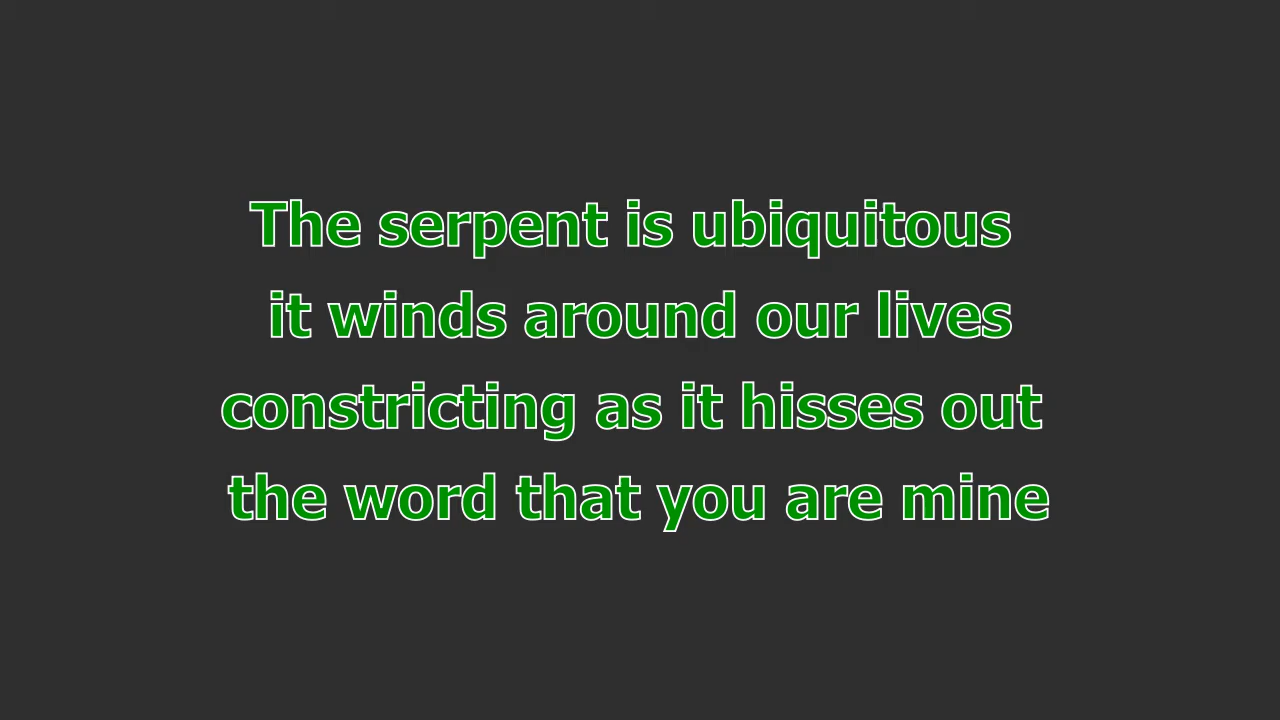 The serpent is ubiquitous
it winds around our lives
constricting as it hisses out
the word that you are mine